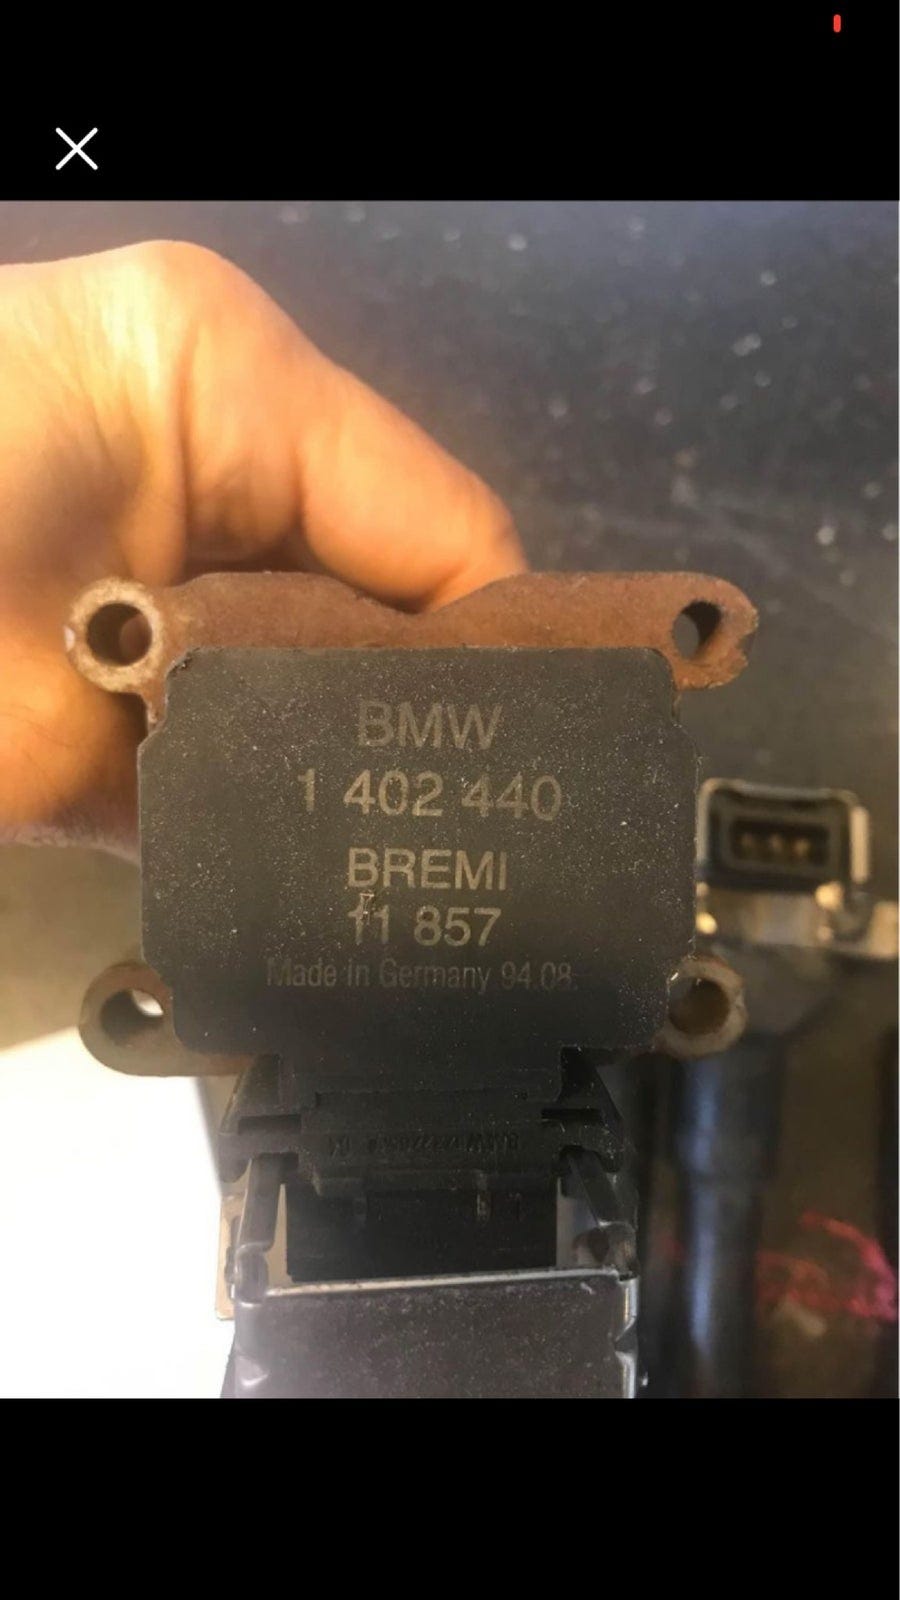 BMW
1 402 440
BREMI
11 857
Made in Germany 94.08.